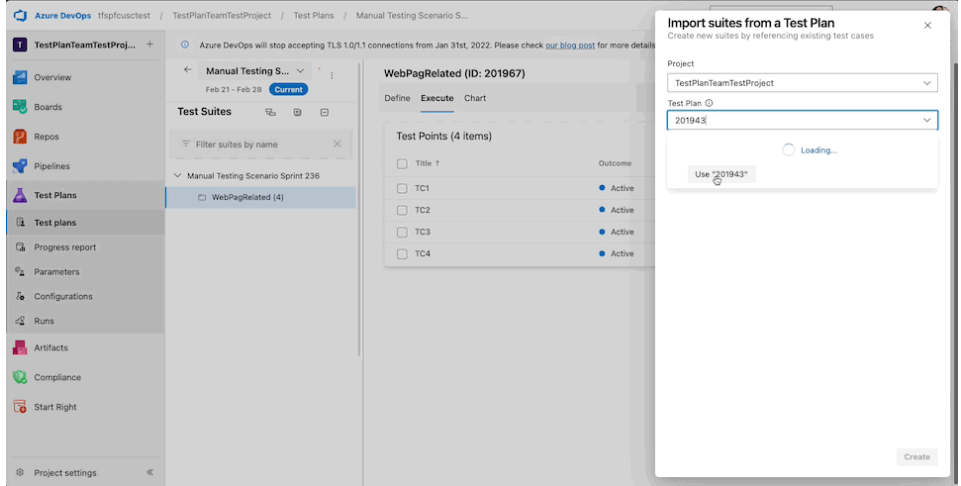 Azure DevOps tfspfcusctest / TestPlanTeamTestProject / Test Plans / Manual Testing Scenario S...
T TestPlanTeamTestProj... +
Overview
Boards
Repos
Pipelines
Test Plans
Test plans
Progress report
Parameters
Configurations
Runs
Artifacts
Compliance
Start Right
Project settings
Azure DevOps will stop accepting TLS 1.0/1.1 connections from Jan 31st, 2022. Please check our blog post for more details
Manual Testing S...
Feb 21 - Feb 28 Current
Test Suites
Filter suites by name
Manual Testing Scenario Sprint 236
WebPagRelated (4)
WebPagRelated (ID: 201967)
Define Execute Chart
Test Points (4 items)
Title ↑ Outcome
TC1 Active
TC2 Active
TC3 Active
TC4 Active
Import suites from a Test Plan
Create new suites by referencing existing test cases
Project
TestPlanTeamTestProject
Test Plan
201943
Loading...
Use "201943"
Create